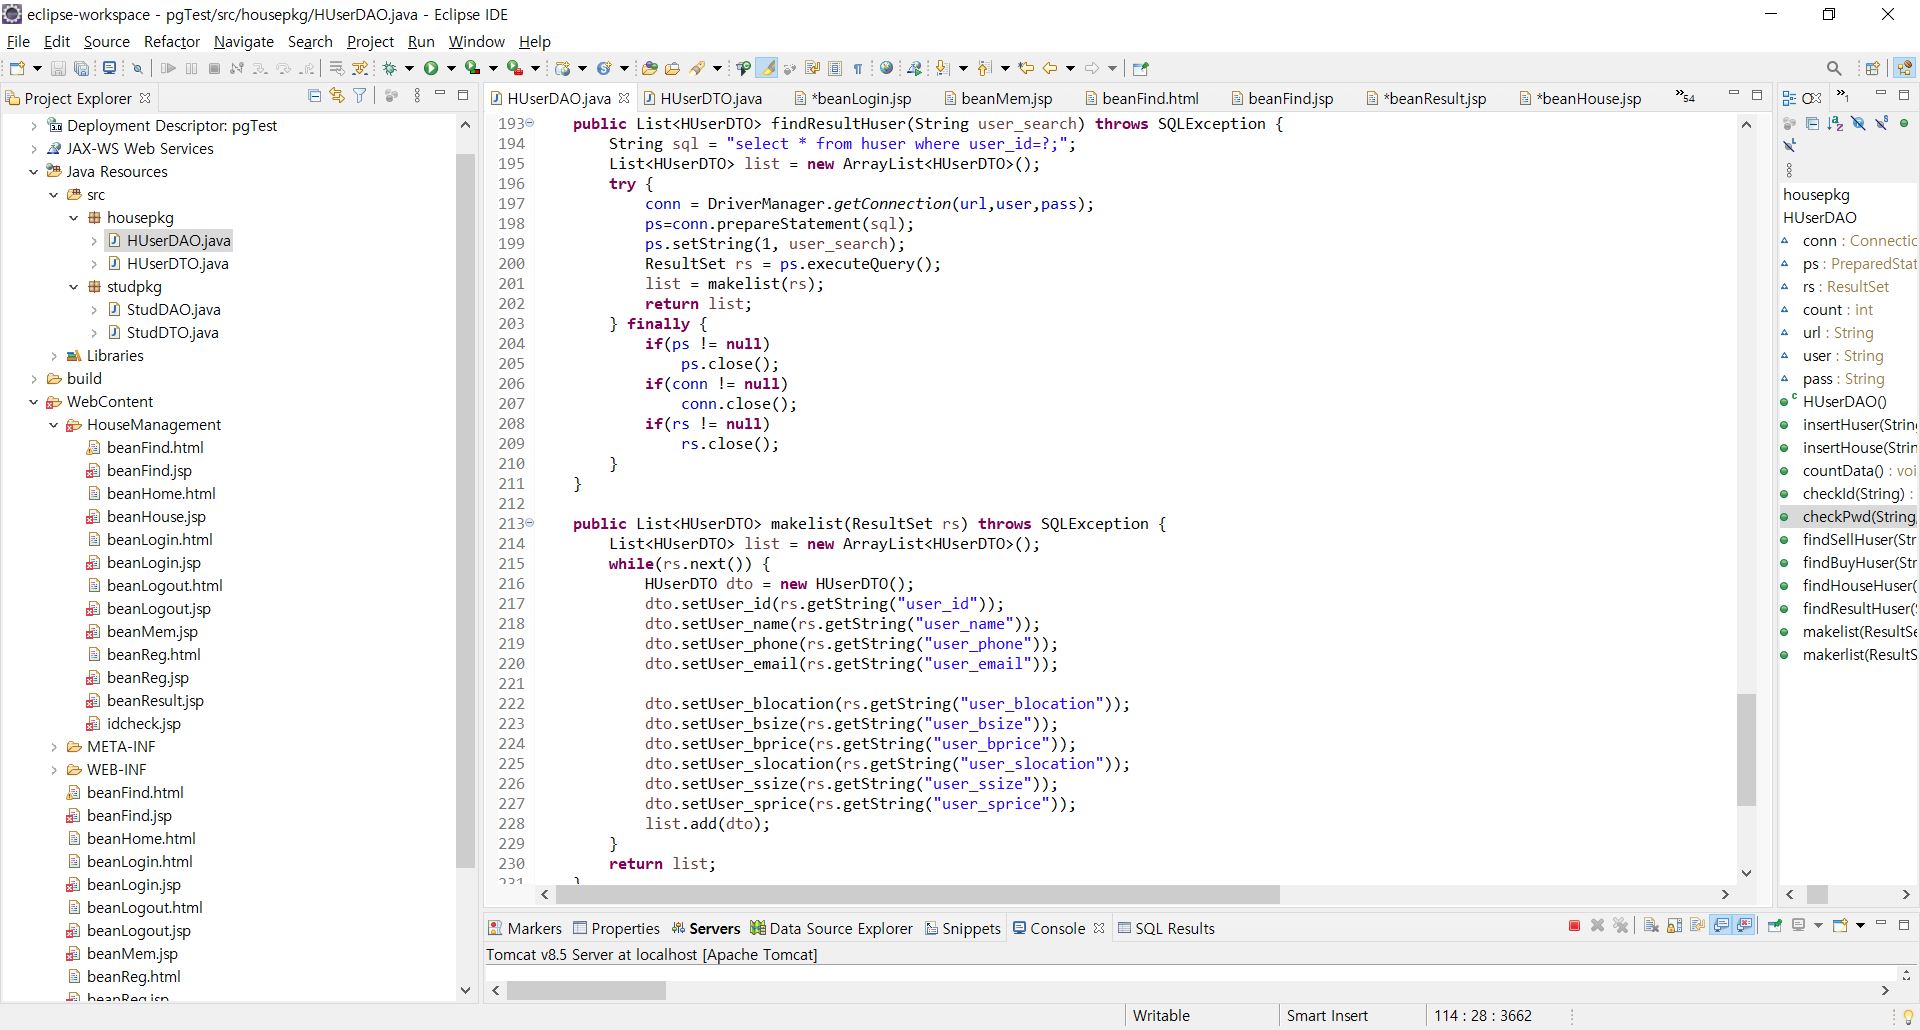 eclipse-workspace - pgTest/src/housepkg/HUserDAO.java - Eclipse IDE
File Edit Source Refactor Navigate Search Project Run Window Help
Project Explorer
Deployment Descriptor: pgTest
JAX-WS Web Services
Java Resources
src
housepkg
HUserDAO.java
HUserDTO.java
studpkg
StudDAO.java
StudDTO.java
Libraries
build
WebContent
HouseManagement
beanFind.html
beanFind.jsp
beanHome.html
beanHouse.jsp
beanLogin.html
beanLogin.jsp
beanLogout.html
beanLogout.jsp
beanMem.jsp
beanReg.html
beanReg.jsp
beanResult.jsp
idcheck.jsp
META-INF
WEB-INF
beanFind.html
beanFind.jsp
beanHome.html
beanLogin.html
beanLogin.jsp
beanLogout.html
beanLogout.jsp
beanMem.jsp
beanReg.html
beanReg.jsp
HUserDAO.java HUserDTO.java *beanLogin.jsp beanMem.jsp beanFind.html beanFind.jsp *beanResult.jsp *beanHouse.jsp »54
193 public List<HUserDTO> findResultHuser(String user_search) throws SQLException {
194 String sql = "select * from huser where user_id=?;";
195 List<HUserDTO> list = new ArrayList<HUserDTO>();
196 try {
197 conn = DriverManager.getConnection(url,user,pass);
198 ps=conn.prepareStatement(sql);
199 ps.setString(1, user_search);
200 ResultSet rs = ps.executeQuery();
201 list = makelist(rs);
202 return list;
203 } finally {
204 if(ps != null)
205 ps.close();
206 if(conn != null)
207 conn.close();
208 if(rs != null)
209 rs.close();
210 }
211 }
212
213 public List<HUserDTO> makelist(ResultSet rs) throws SQLException {
214 List<HUserDTO> list = new ArrayList<HUserDTO>();
215 while(rs.next()) {
216 HUserDTO dto = new HUserDTO();
217 dto.setUser_id(rs.getString("user_id"));
218 dto.setUser_name(rs.getString("user_name"));
219 dto.setUser_phone(rs.getString("user_phone"));
220 dto.setUser_email(rs.getString("user_email"));
221
222 dto.setUser_blocation(rs.getString("user_blocation"));
223 dto.setUser_bsize(rs.getString("user_bsize"));
224 dto.setUser_bprice(rs.getString("user_bprice"));
225 dto.setUser_slocation(rs.getString("user_slocation"));
226 dto.setUser_ssize(rs.getString("user_ssize"));
227 dto.setUser_sprice(rs.getString("user_sprice"));
228 list.add(dto);
229 }
230 return list;
231 }
»1
housepkg
HUserDAO
conn : Connectic
ps : PreparedStat
rs : ResultSet
count : int
url : String
user : String
pass : String
HUserDAO()
insertHuser(String
insertHouse(Strin
countData() : voi
checkId(String) :
checkPwd(String,
findSellHuser(Str
findBuyHuser(Str
findHouseHuser(
findResultHuser(S
makelist(ResultSe
makerlist(ResultS
Markers Properties Servers Data Source Explorer Snippets Console SQL Results
Tomcat v8.5 Server at localhost [Apache Tomcat]
Writable Smart Insert 114 : 28 : 3662